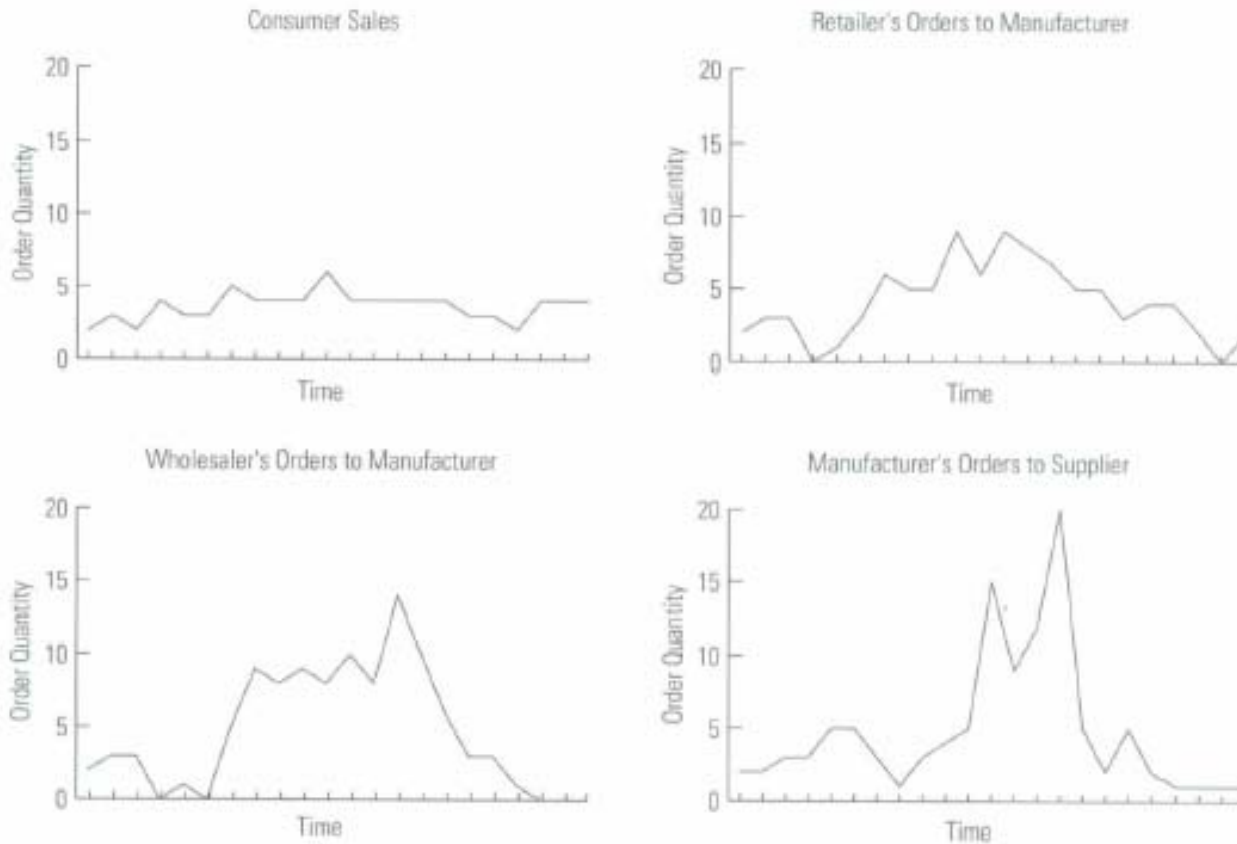 Consumer Sales
20
15
10
5
0
Order Quantity
Time
Retailer's Orders to Manufacturer
20
15
10
5
0
Order Quantity
Time
Wholesaler's Orders to Manufacturer
20
15
10
5
0
Order Quantity
Time
Manufacturer's Orders to Supplier
20
15
10
5
0
Order Quantity
Time